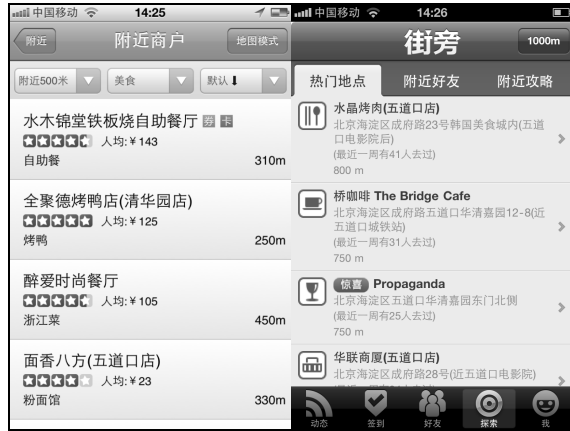 中国移动 14:25
附近 附近商户 地图模式
附近500米 美食 默认⬇
水木锦堂铁板烧自助餐厅 券 卡
人均:¥143
自助餐 310m
全聚德烤鸭店(清华园店)
人均:¥125
烤鸭 250m
醉爱时尚餐厅
人均:¥105
浙江菜 450m
面香八方(五道口店)
人均:¥23
粉面馆 330m
中国移动 14:26
街旁 1000m
热门地点 附近好友 附近攻略
水晶烤肉(五道口店)
北京海淀区成府路23号韩国美食城内(五道
口电影院后)
(最近一周有41人去过)
800 m
桥咖啡 The Bridge Cafe
北京海淀区成府路五道口华清嘉园12-8(近
五道口城铁站)
(最近一周有31人去过)
750 m
惊喜 Propaganda
北京海淀区五道口华清嘉园东门北侧
(最近一周有25人去过)
750 m
华联商厦(五道口店)
北京海淀区成府路28号(近五道口电影院)
动态 签到 好友 探索 我